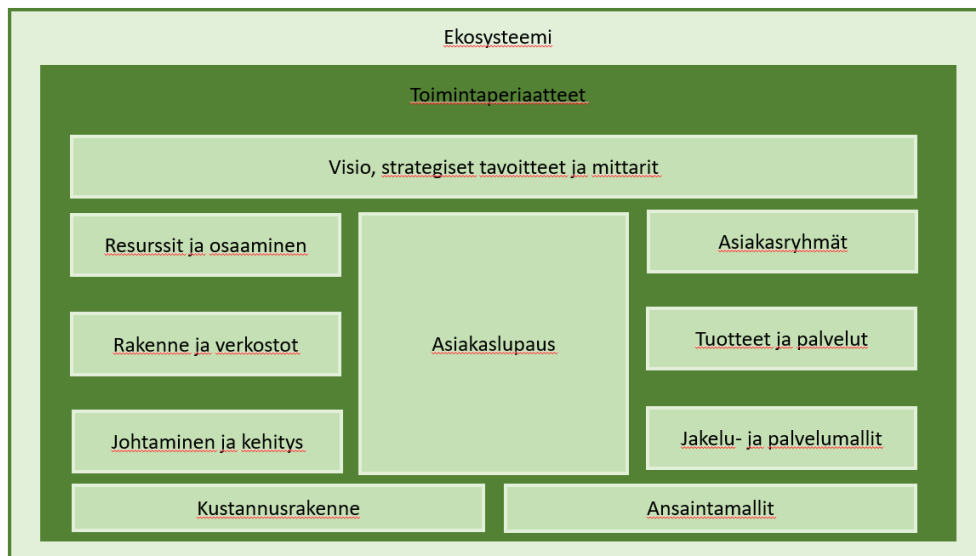 Ekosysteemi
Toimintaperiaatteet
Visio, strategiset tavoitteet ja mittarit
Resurssit ja osaaminen
Rakenne ja verkostot
Johtaminen ja kehitys
Asiakaslupaus
Asiakasryhmät
Tuotteet ja palvelut
Jakelu- ja palvelumallit
Kustannusrakenne
Ansaintamallit